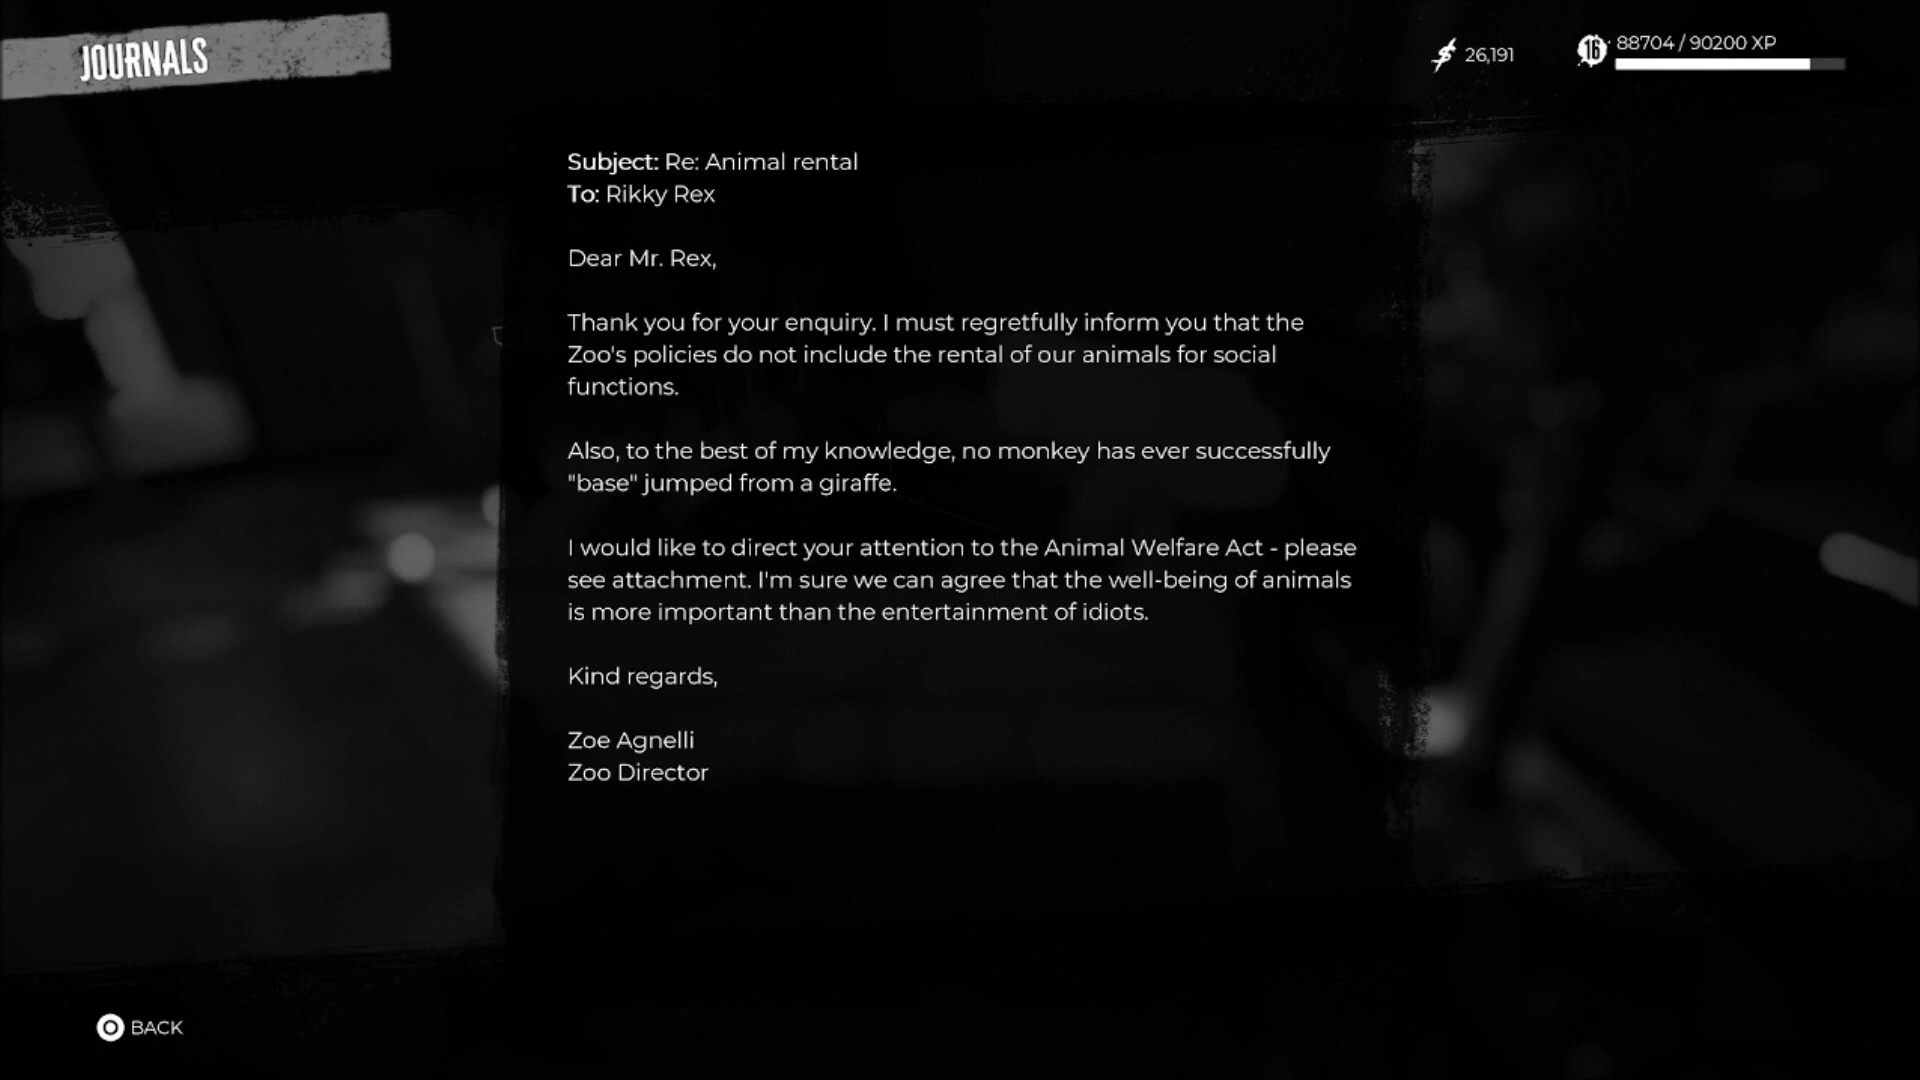 JOURNALS
26,191
16
88704 / 90200 XP
Subject: Re: Animal rental
To: Rikky Rex
Dear Mr. Rex,
Thank you for your enquiry. I must regretfully inform you that the
Zoo's policies do not include the rental of our animals for social
functions.
Also, to the best of my knowledge, no monkey has ever successfully
"base" jumped from a giraffe.
I would like to direct your attention to the Animal Welfare Act - please
see attachment. I'm sure we can agree that the well-being of animals
is more important than the entertainment of idiots.
Kind regards,
Zoe Agnelli
Zoo Director
BACK